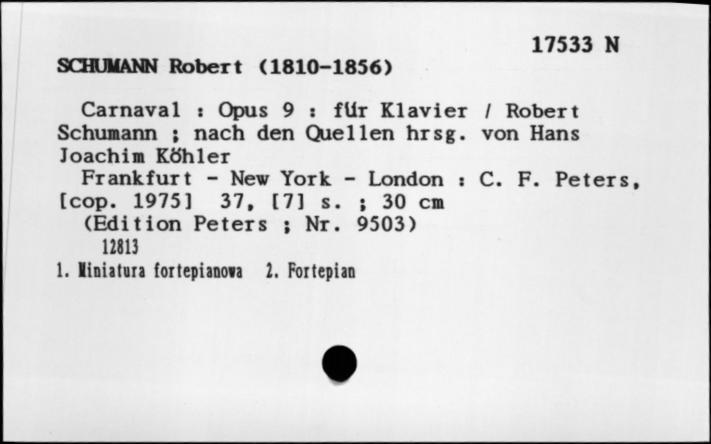 17533 N
SCHUMANN Robert (1810-1856)
Carnaval : Opus 9 : für Klavier / Robert
Schumann ; nach den Quellen hrsg. von Hans
Joachim Köhler
Frankfurt - New York - London : C. F. Peters,
[cop. 1975] 37, [7] s. ; 30 cm
(Edition Peters ; Nr. 9503)
12813
1. Miniatura fortepianowa 2. Fortepian